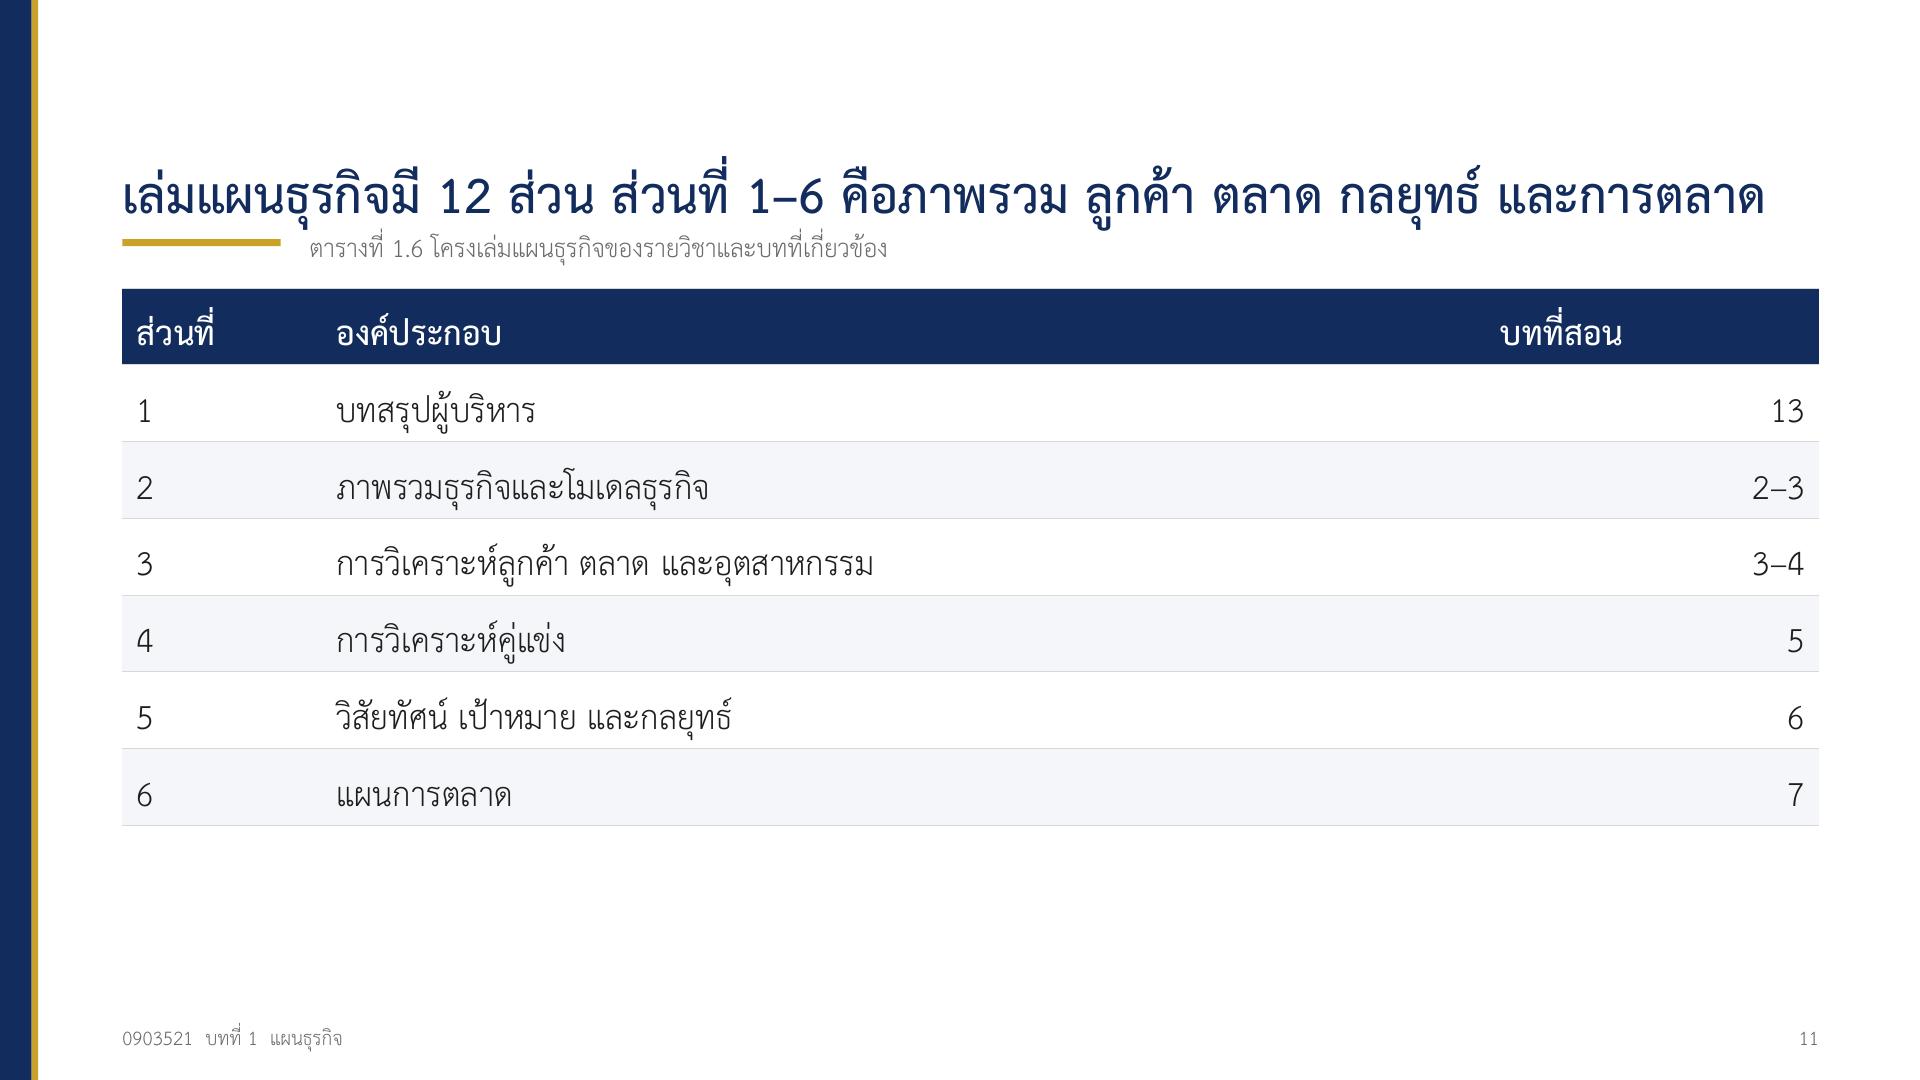 เล่มแผนธุรกิจมี 12 ส่วน ส่วนที่ 1–6 คือภาพรวม ลูกค้า ตลาด กลยุทธ์ และการตลาด
ตารางที่ 1.6 โครงเล่มแผนธุรกิจของรายวิชาและบทที่เกี่ยวข้อง
ส่วนที่ องค์ประกอบ บทที่สอน
1 บทสรุปผู้บริหาร 13
2 ภาพรวมธุรกิจและโมเดลธุรกิจ 2–3
3 การวิเคราะห์ลูกค้า ตลาด และอุตสาหกรรม 3–4
4 การวิเคราะห์คู่แข่ง 5
5 วิสัยทัศน์ เป้าหมาย และกลยุทธ์ 6
6 แผนการตลาด 7
0903521 บทที่ 1 แผนธุรกิจ 11